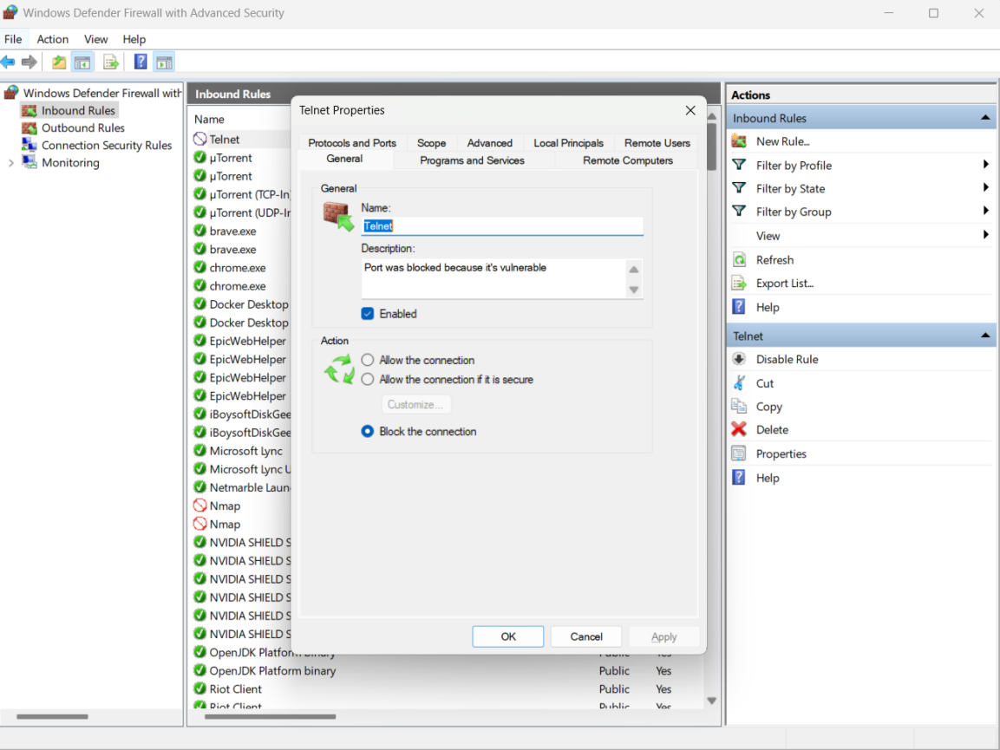 Windows Defender Firewall with Advanced Security
File Action View Help
Windows Defender Firewall with
Inbound Rules
Outbound Rules
Connection Security Rules
Monitoring
Inbound Rules
Name
Telnet
µTorrent
µTorrent
µTorrent (TCP-In
µTorrent (UDP-In
brave.exe
brave.exe
chrome.exe
chrome.exe
Docker Desktop
Docker Desktop
EpicWebHelper
EpicWebHelper
EpicWebHelper
EpicWebHelper
iBoysoftDiskGee
iBoysoftDiskGee
Microsoft Lync
Microsoft Lync U
Netmarble Laun
Nmap
Nmap
NVIDIA SHIELD S
NVIDIA SHIELD S
NVIDIA SHIELD S
NVIDIA SHIELD S
NVIDIA SHIELD S
NVIDIA SHIELD S
OpenJDK Platform binary Public Yes
OpenJDK Platform binary Public Yes
Riot Client Public Yes
Riot Client Public Yes
Telnet Properties
Protocols and Ports Scope Advanced Local Principals Remote Users
General Programs and Services Remote Computers
General
Name:
Telnet
Description:
Port was blocked because it's vulnerable
Enabled
Action
Allow the connection
Allow the connection if it is secure
Customize...
Block the connection
OK Cancel Apply
Actions
Inbound Rules
New Rule...
Filter by Profile
Filter by State
Filter by Group
View
Refresh
Export List...
Help
Telnet
Disable Rule
Cut
Copy
Delete
Properties
Help